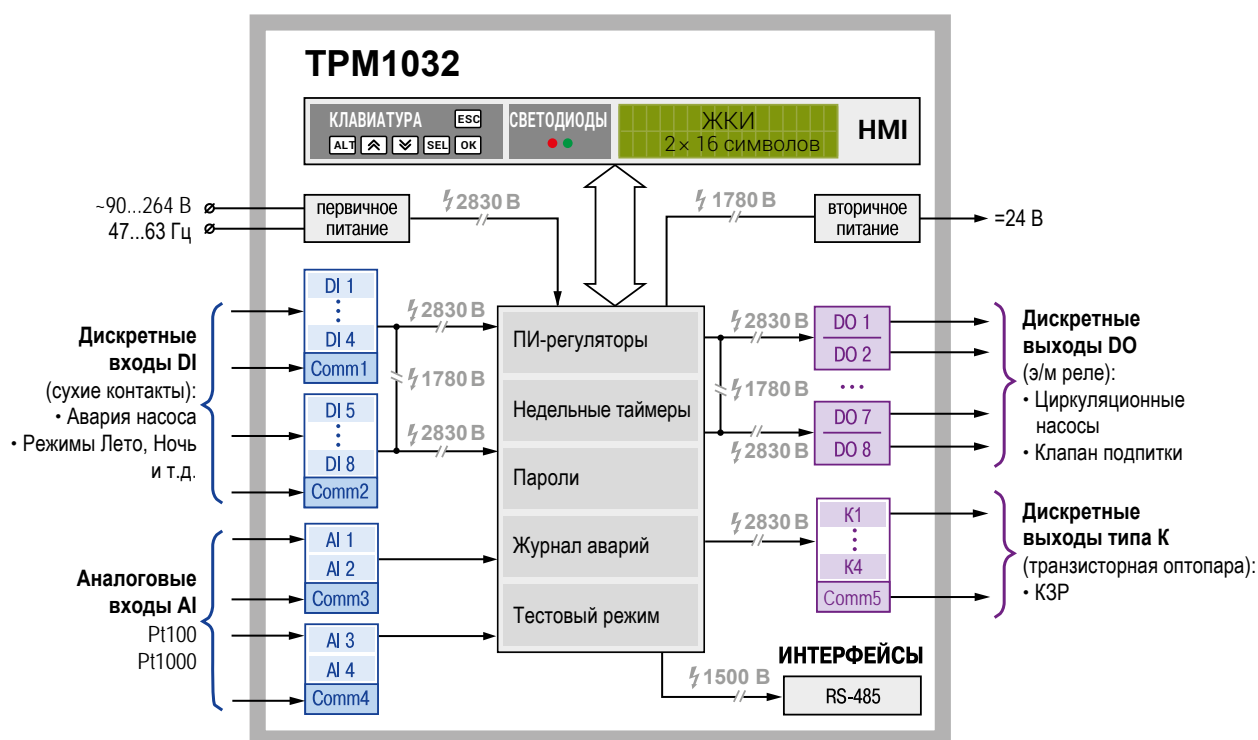 ТРМ1032
КЛАВИАТУРА
ESC
ALT
SEL
OK
СВЕТОДИОДЫ
ЖКИ
2× 16 символов
HMI
~90...264 В
47...63 Гц
первичное
питание
2830 В
1780 В
вторичное
питание
=24 В
Дискретные
входы DI
(сухие контакты):
• Авария насоса
• Режимы Лето, Ночь
и т.д.
DI 1
DI 4
Comm1
DI 5
DI 8
Comm2
2830 В
1780 В
2830 В
Аналоговые
входы AI
Pt100
Pt1000
AI 1
AI 2
Comm3
AI 3
AI 4
Comm4
ПИ-регуляторы
Недельные таймеры
Пароли
Журнал аварий
Тестовый режим
2830 В
1780 В
2830 В
DO 1
DO 2
...
DO 7
DO 8
Дискретные
выходы DO
(э/м реле):
• Циркуляционные
насосы
• Клапан подпитки
2830 В
К1
К4
Comm5
Дискретные
выходы типа К
(транзисторная оптопара):
• КЗР
1500 В
ИНТЕРФЕЙСЫ
RS-485